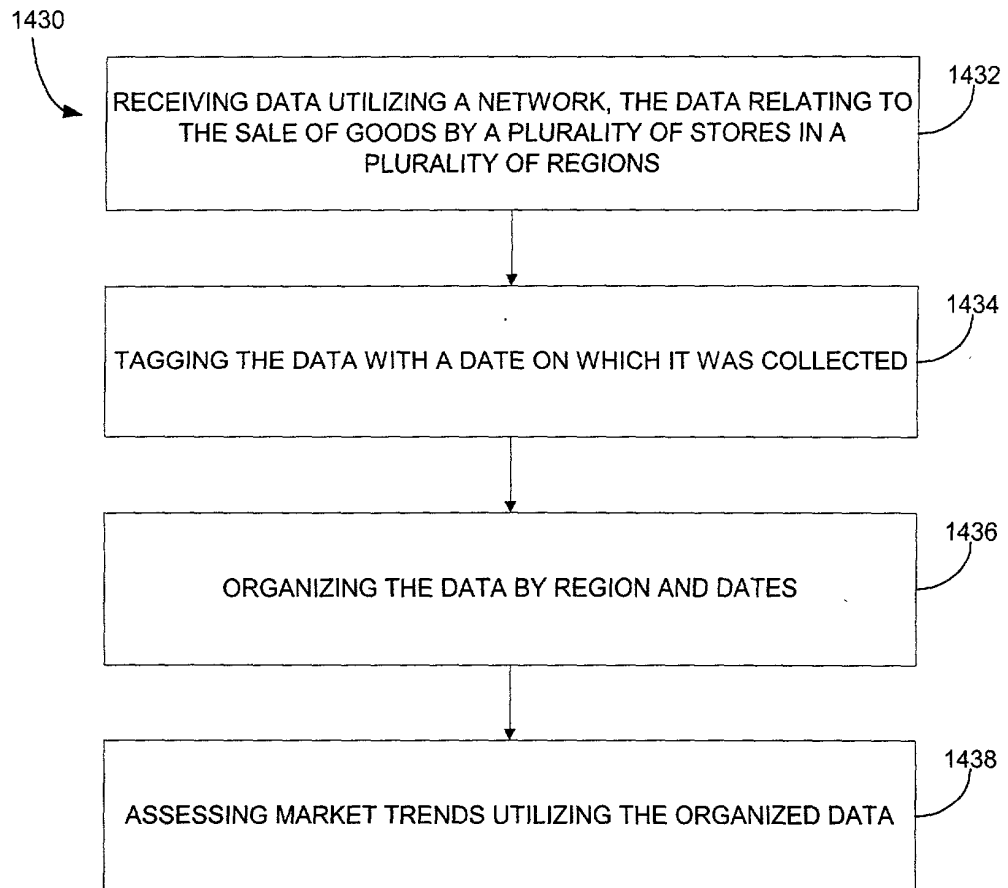 1430
1432
RECEIVING DATA UTILIZING A NETWORK, THE DATA RELATING TO
THE SALE OF GOODS BY A PLURALITY OF STORES IN A
PLURALITY OF REGIONS
1434
TAGGING THE DATA WITH A DATE ON WHICH IT WAS COLLECTED
1436
ORGANIZING THE DATA BY REGION AND DATES
1438
ASSESSING MARKET TRENDS UTILIZING THE ORGANIZED DATA